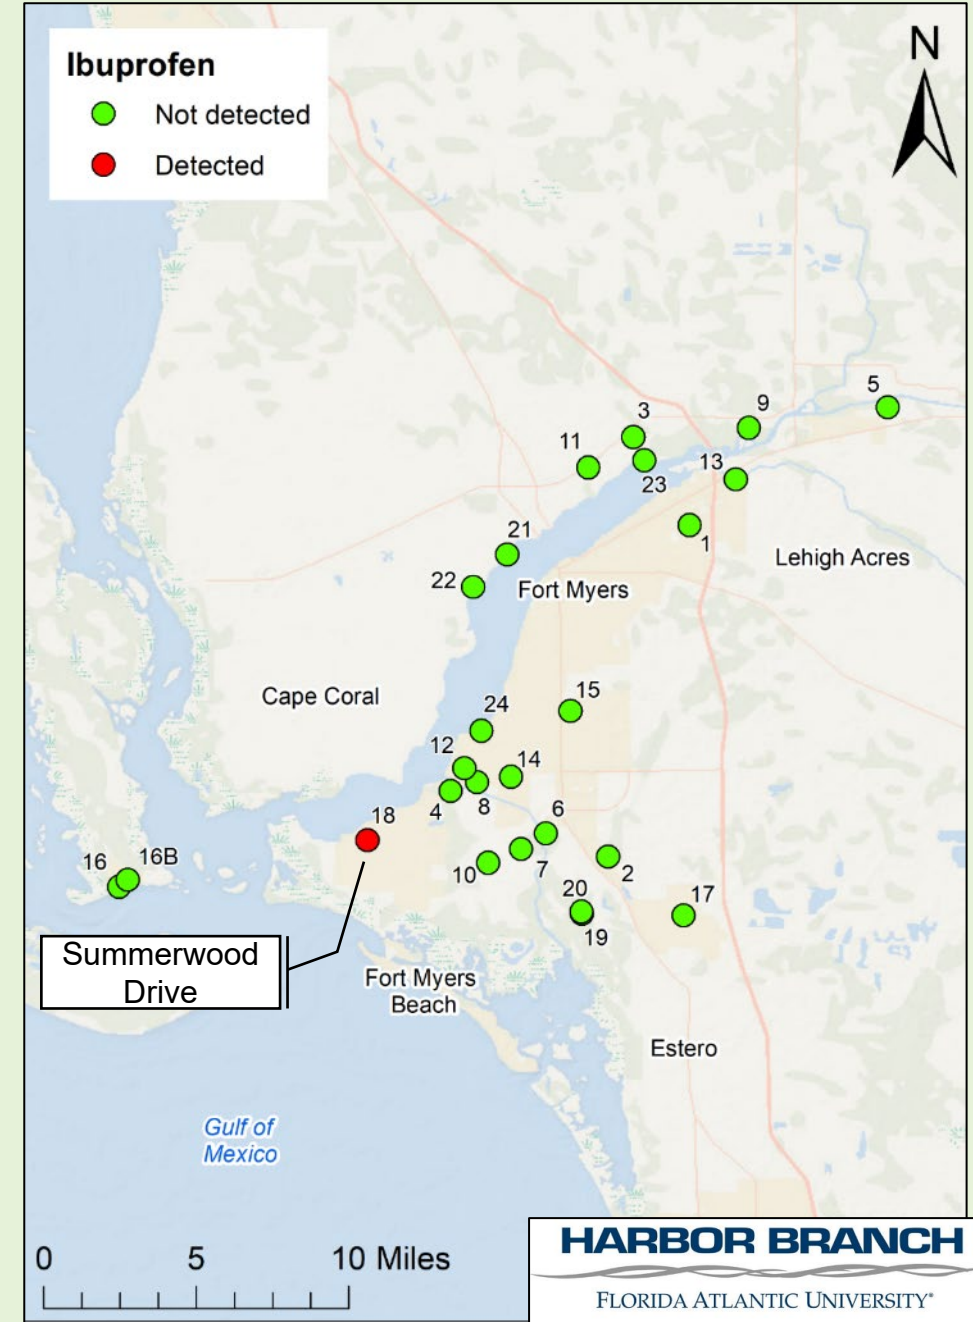 Ibuprofen
Not detected
Detected
N
5
9
3
11
13
23
1
21
Lehigh Acres
22
Fort Myers
15
Cape Coral
24
12
14
8
4
18
6
16B
16
10
7
2
20
17
19
Summerwood
Drive
Fort Myers
Beach
Estero
Gulf of
Mexico
0 5 10 Miles
HARBOR BRANCH
FLORIDA ATLANTIC UNIVERSITY®